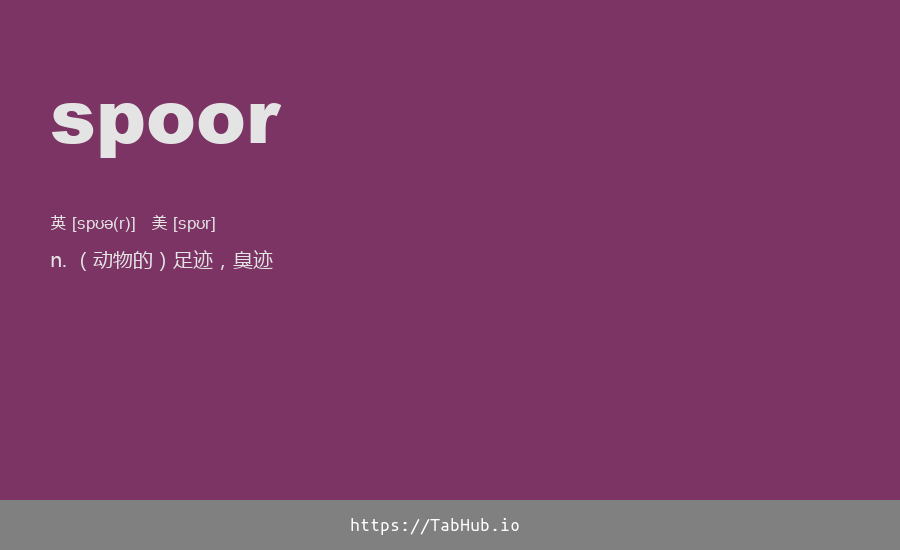 spoor
英 [spʊə(r)] 美 [spʊr]
n. （动物的）足迹，臭迹
https://TabHub.io